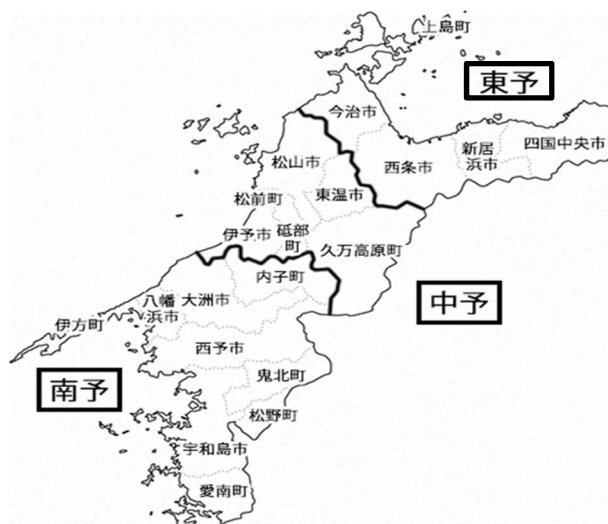 上島町
東予
今治市
四国中央市
新居
浜市
西条市
松山市
東温市
松前町
砥部
町
伊予市
久万高原町
内子町
中予
八幡
浜市
大洲市
伊方町
西予市
鬼北町
南予
松野町
宇和島市
愛南町